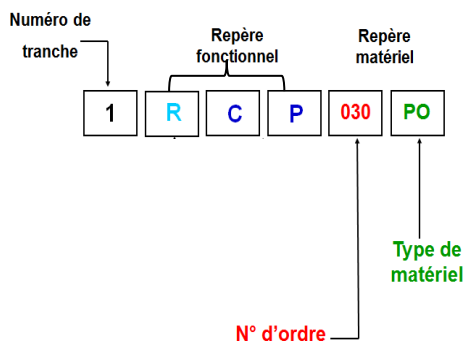 Numéro de
tranche
Repère
fonctionnel
Repère
matériel
1 R C P 030 PO
Type de
matériel
N° d'ordre